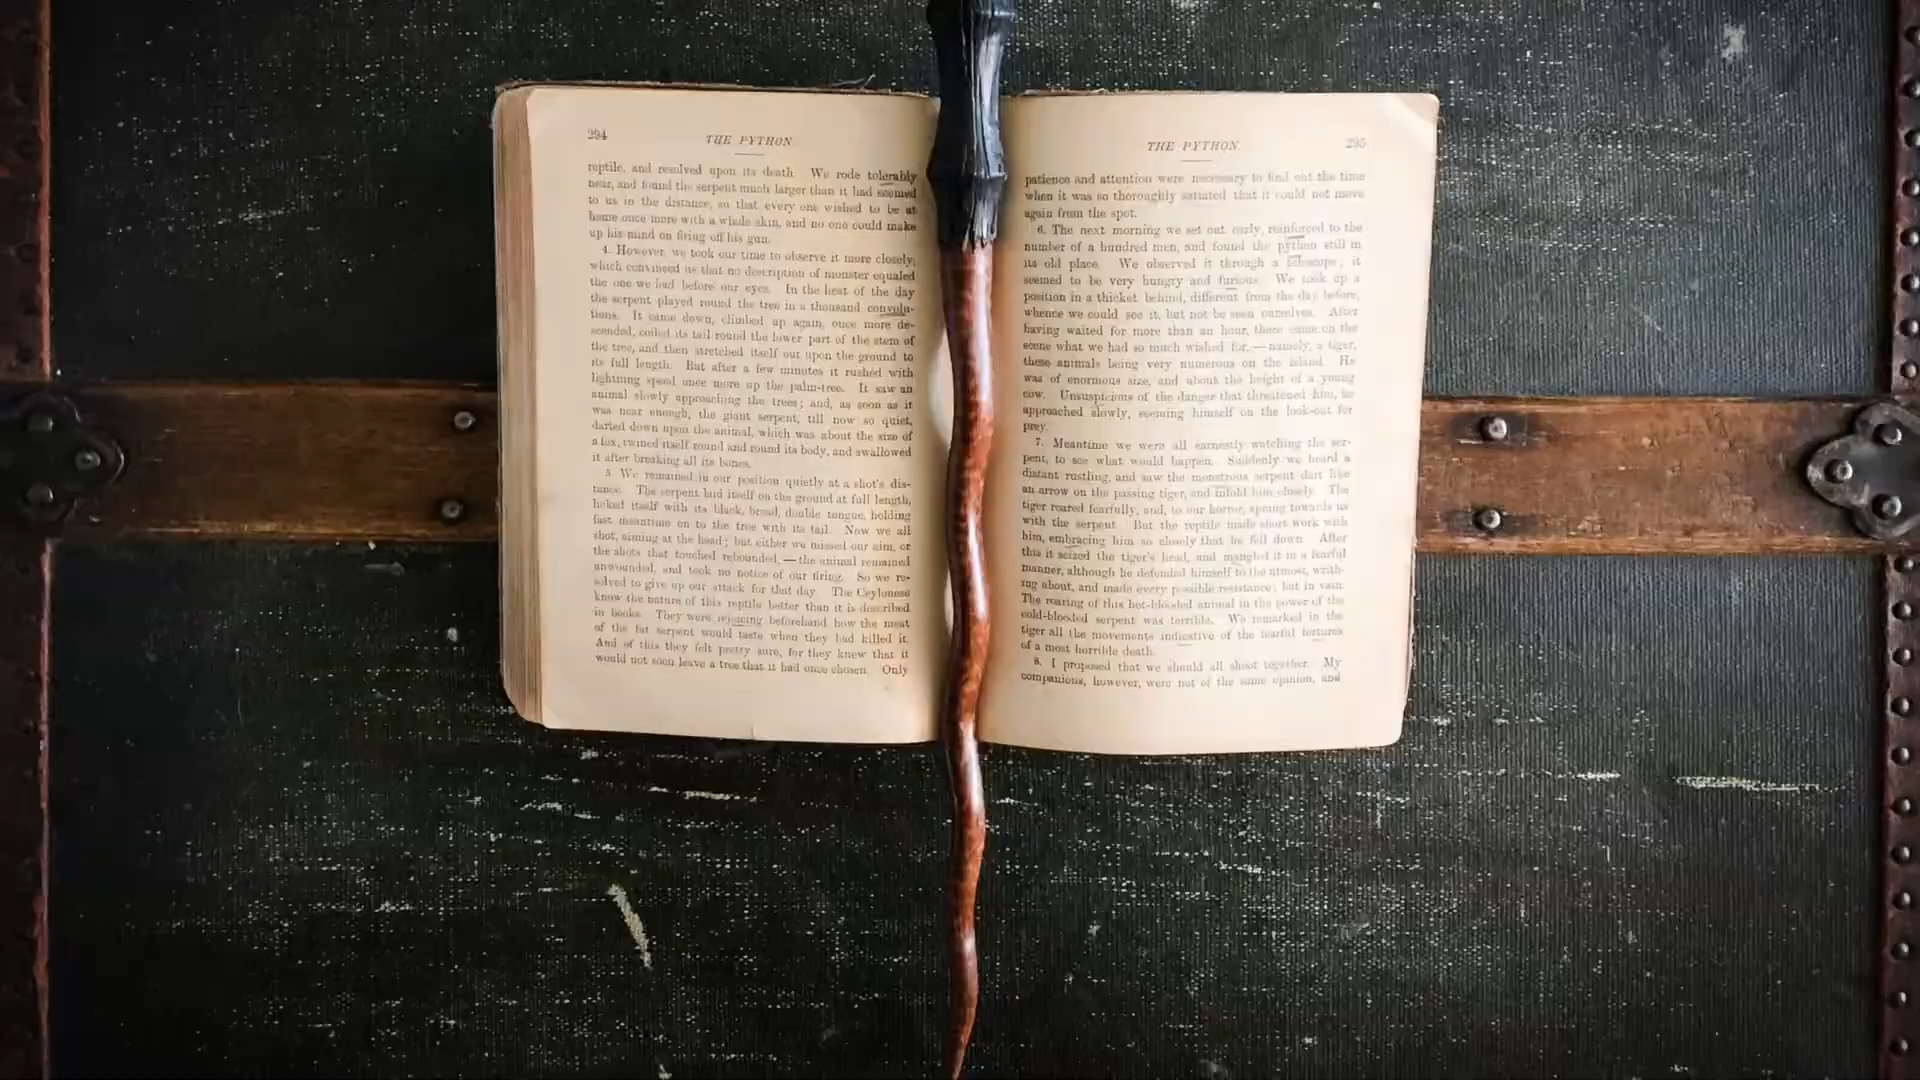 294
THE PYTHON.
reptile, and resolved upon its death. We rode tolerably
near, and found the serpent much larger than it had seemed
to us in the distance, so that every one wished to be at
home once more with a whole skin, and no one could make
up his mind on firing off his gun.
4. However, we took our time to observe it more closely,
which convinced us that no description of monster equaled
the one we had before our eyes. In the heat of the day
the serpent played round the tree in a thousand convolu-
tions. It came down, climbed up again, once more de-
scended, coiled its tail round the lower part of the stem of
the tree, and then stretched itself out upon the ground to
its full length. But after a few minutes it rushed with
lightning speed once more up the palm-tree. It saw an
animal slowly approaching the trees; and, as soon as it
was near enough, the giant serpent, till now so quiet,
darted down upon the animal, which was about the size of
a fox, twined itself round and round its body, and swallowed
it after breaking all its bones.
5. We remained in our position quietly at a shot's dis-
tance. The serpent laid itself on the ground at full length,
licked itself with its black, broad, double tongue, holding
fast meantime on to the tree with its tail. Now we all
shot, aiming at the head; but either we missed our aim, or
the shots that touched rebounded,—the animal remained
unwounded, and took no notice of our firing. So we re-
solved to give up our attack for that day. The Ceylonese
know the nature of this reptile better than it is described
in books. They were rejoicing beforehand how the meat
of the fat serpent would taste when they had killed it.
And of this they felt pretty sure, for they knew that it
would not soon leave a tree that it had once chosen. Only
THE PYTHON.
295
patience and attention were necessary to find out the time
when it was so thoroughly satiated that it could not move
again from the spot.
6. The next morning we set out early, reinforced to the
number of a hundred men, and found the python still in
its old place. We observed it through a telescope; it
seemed to be very hungry and furious. We took up a
position in a thicket behind, different from the day before,
whence we could see it, but not be seen ourselves. After
having waited for more than an hour, there came on the
scene what we had so much wished for,—namely, a tiger,
these animals being very numerous on the island. He
was of enormous size, and about the height of a young
cow. Unsuspicious of the danger that threatened him, he
approached slowly, seeming himself on the look-out for
prey.
7. Meantime we were all earnestly watching the ser-
pent, to see what would happen. Suddenly we heard a
distant rustling, and saw the monstrous serpent dart like
an arrow on the passing tiger, and infold him closely. The
tiger roared fearfully, and, to our horror, sprang towards us
with the serpent. But the reptile made short work with
him, embracing him so closely that he fell down. After
this it seized the tiger's head, and mangled it in a fearful
manner, although he defended himself to the utmost, writh-
ing about, and made every possible resistance; but in vain.
The roaring of this hot-blooded animal in the power of the
cold-blooded serpent was terrible. We remarked in the
tiger all the movements indicative of the fearful tortures
of a most horrible death.
8. I proposed that we should all shoot together. My
companions, however, were not of the same opinion, and